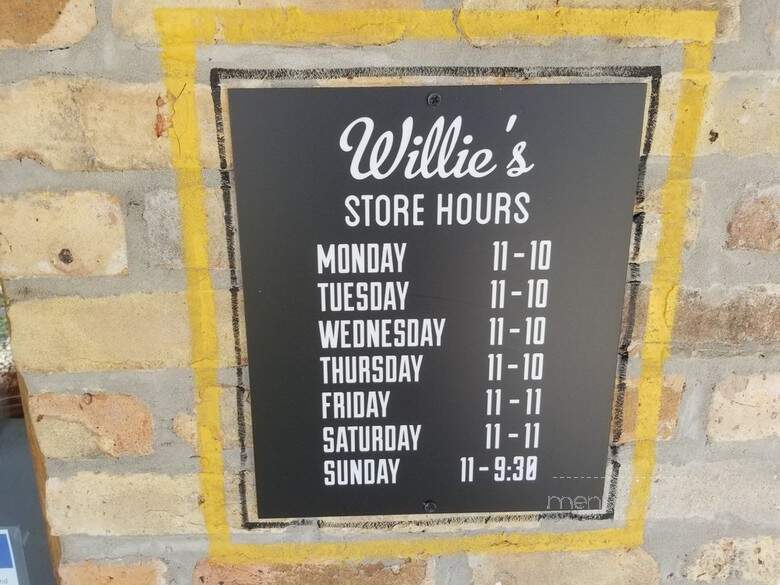 Willie's
STORE HOURS
MONDAY 11-10
TUESDAY 11-10
WEDNESDAY 11-10
THURSDAY 11-10
FRIDAY 11-11
SATURDAY 11-11
SUNDAY 11-9:30
men